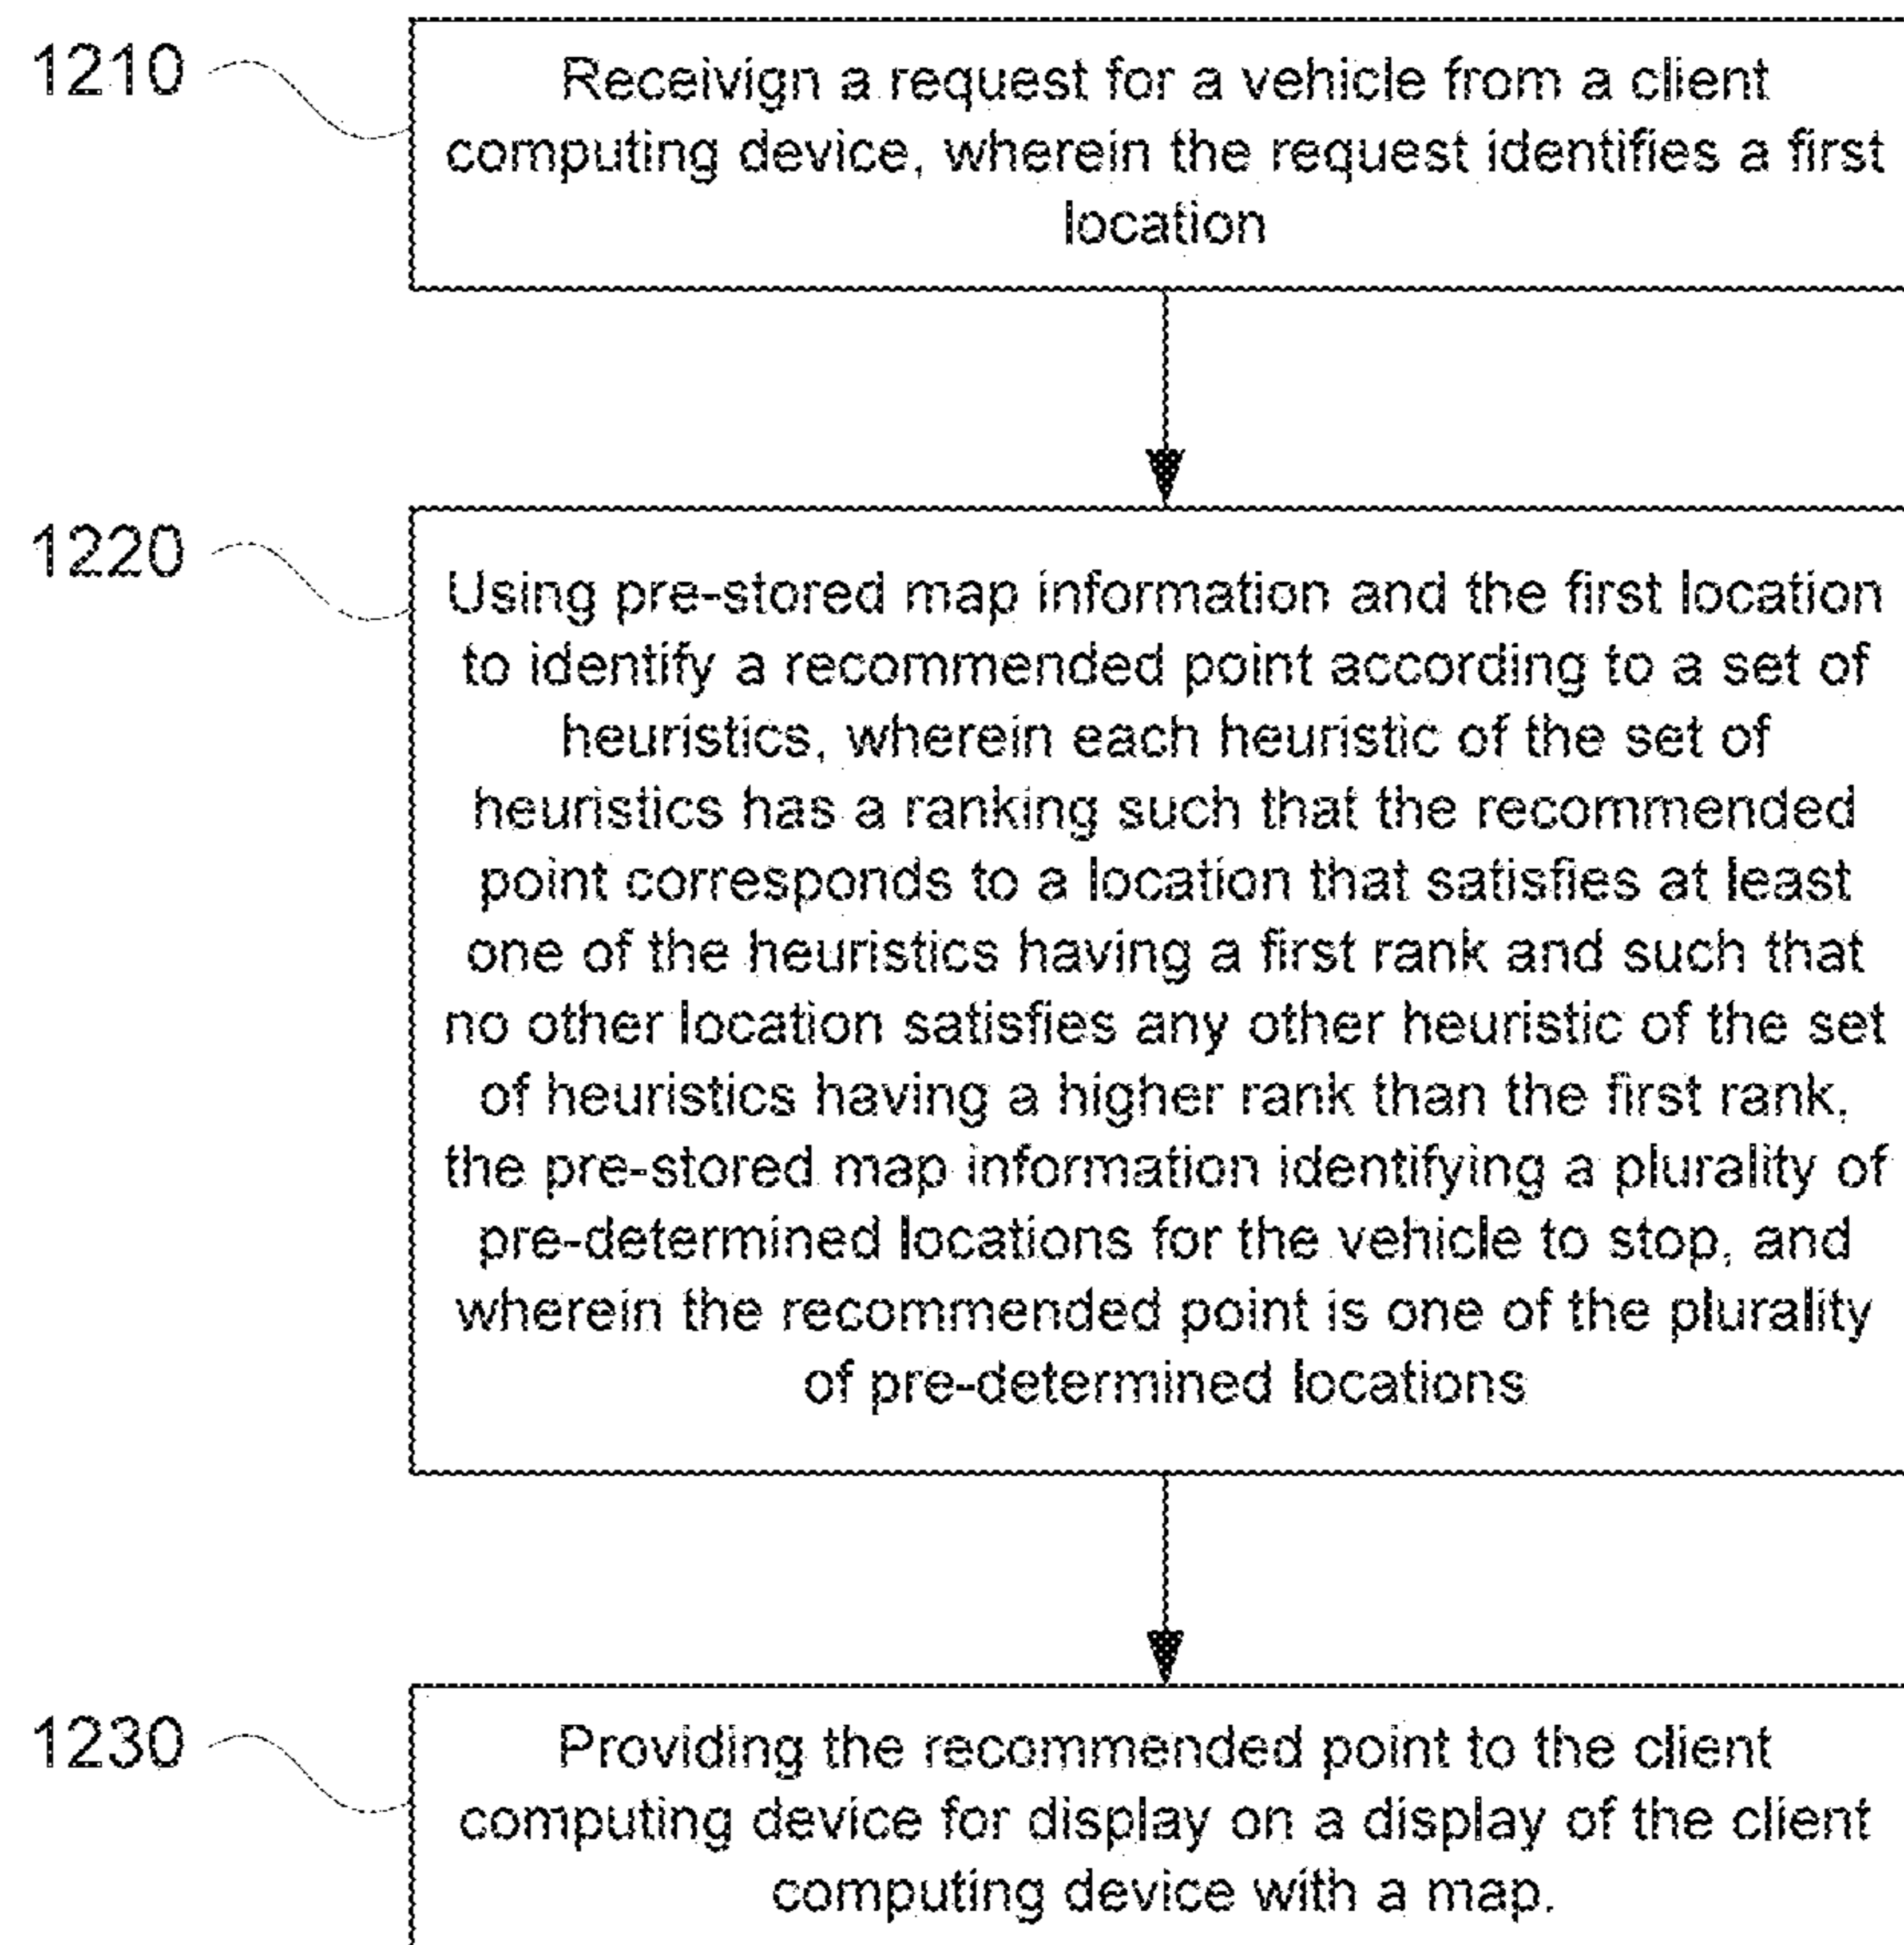 1210
Receivign a request for a vehicle from a client
computing device, wherein the request identifies a first
location
1220
Using pre-stored map information and the first location
to identify a recommended point according to a set of
heuristics, wherein each heuristic of the set of
heuristics has a ranking such that the recommended
point corresponds to a location that satisfies at least
one of the heuristics having a first rank and such that
no other location satisfies any other heuristic of the set
of heuristics having a higher rank than the first rank,
the pre-stored map information identifying a plurality of
pre-determined locations for the vehicle to stop, and
wherein the recommended point is one of the plurality
of pre-determined locations
1230
Providing the recommended point to the client
computing device for display on a display of the client
computing device with a map.